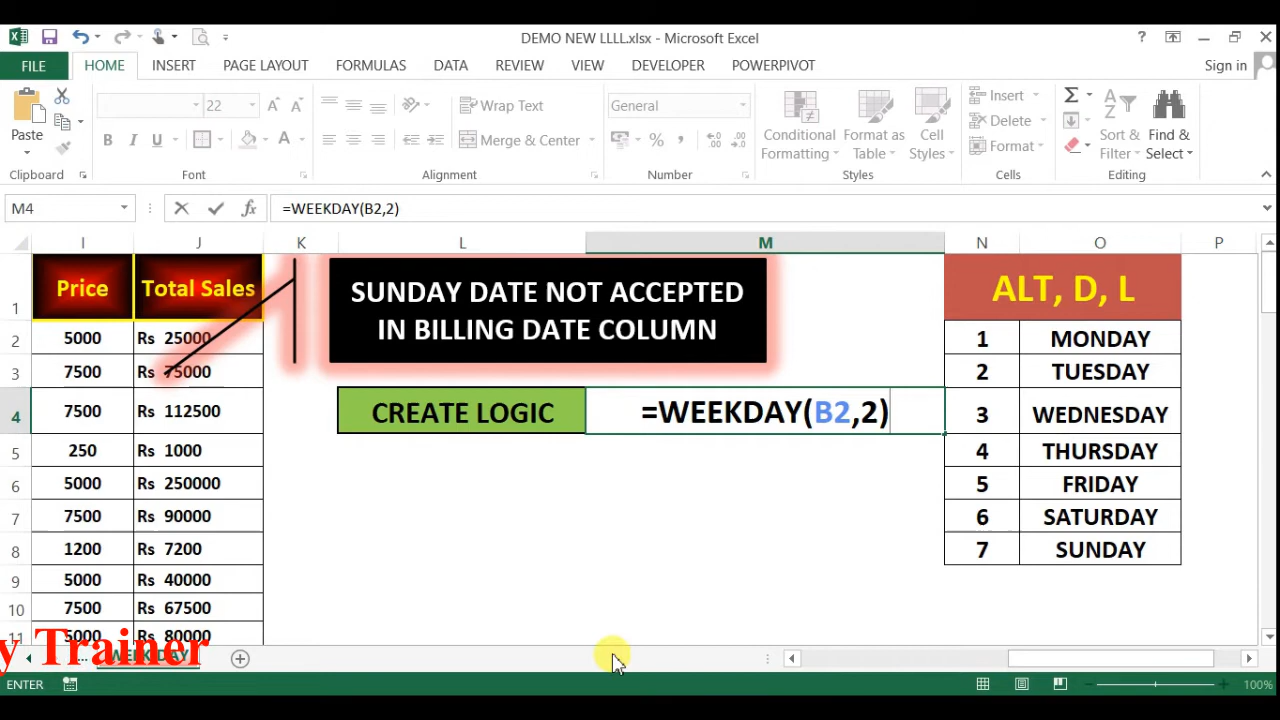 DEMO NEW LLLL.xlsx - Microsoft Excel
?
FILE HOME INSERT PAGE LAYOUT FORMULAS DATA REVIEW VIEW DEVELOPER POWERPIVOT Sign in
Paste
22
B I U A
Wrap Text
Merge & Center
General
%
Conditional Formatting
Format as Table
Cell Styles
Insert
Delete
Format
Sort & Filter
Find & Select
Clipboard Font Alignment Number Styles Cells Editing
M4 fx =WEEKDAY(B2,2)
I J K L M N O P
1 Price Total Sales
SUNDAY DATE NOT ACCEPTED
IN BILLING DATE COLUMN
ALT, D, L
2 5000 Rs 25000 1 MONDAY
3 7500 Rs 75000 2 TUESDAY
4 7500 Rs 112500 CREATE LOGIC =WEEKDAY(B2,2) 3 WEDNESDAY
5 250 Rs 1000 4 THURSDAY
6 5000 Rs 250000 5 FRIDAY
7 7500 Rs 90000 6 SATURDAY
8 1200 Rs 7200 7 SUNDAY
9 5000 Rs 40000
10 7500 Rs 67500
11 5000 Rs 80000
y Trainer
... WEEKDAY
ENTER 100%